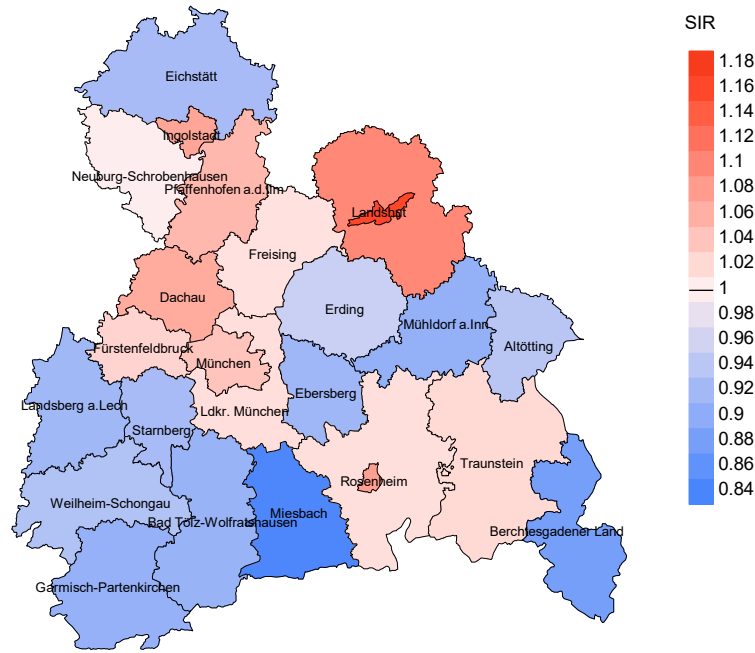 SIR
1.18
1.16
1.14
1.12
1.1
1.08
1.06
1.04
1.02
1
0.98
0.96
0.94
0.92
0.9
0.88
0.86
0.84
Eichstätt
Ingolstadt
Neuburg-Schrobenhausen
Pfaffenhofen a.d.Ilm
Landshut
Freising
Dachau
Erding
Mühldorf a.Inn
Altötting
Fürstenfeldbruck
München
Ebersberg
Landsberg a.Lech
Ldkr. München
Starnberg
Traunstein
Rosenheim
Weilheim-Schongau
Miesbach
Bad Tölz-Wolfratshausen
Berchtesgadener Land
Garmisch-Partenkirchen